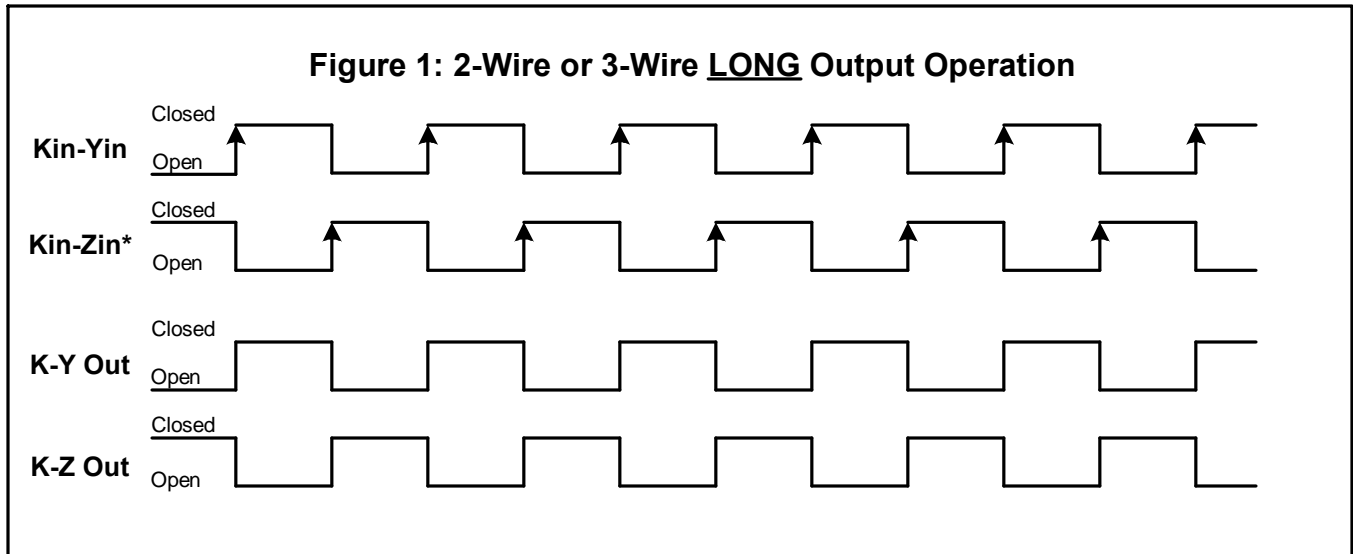 Figure 1: 2-Wire or 3-Wire LONG Output Operation
Closed
Kin-Yin
Open
Closed
Kin-Zin*
Open
Closed
K-Y Out
Open
Closed
K-Z Out
Open